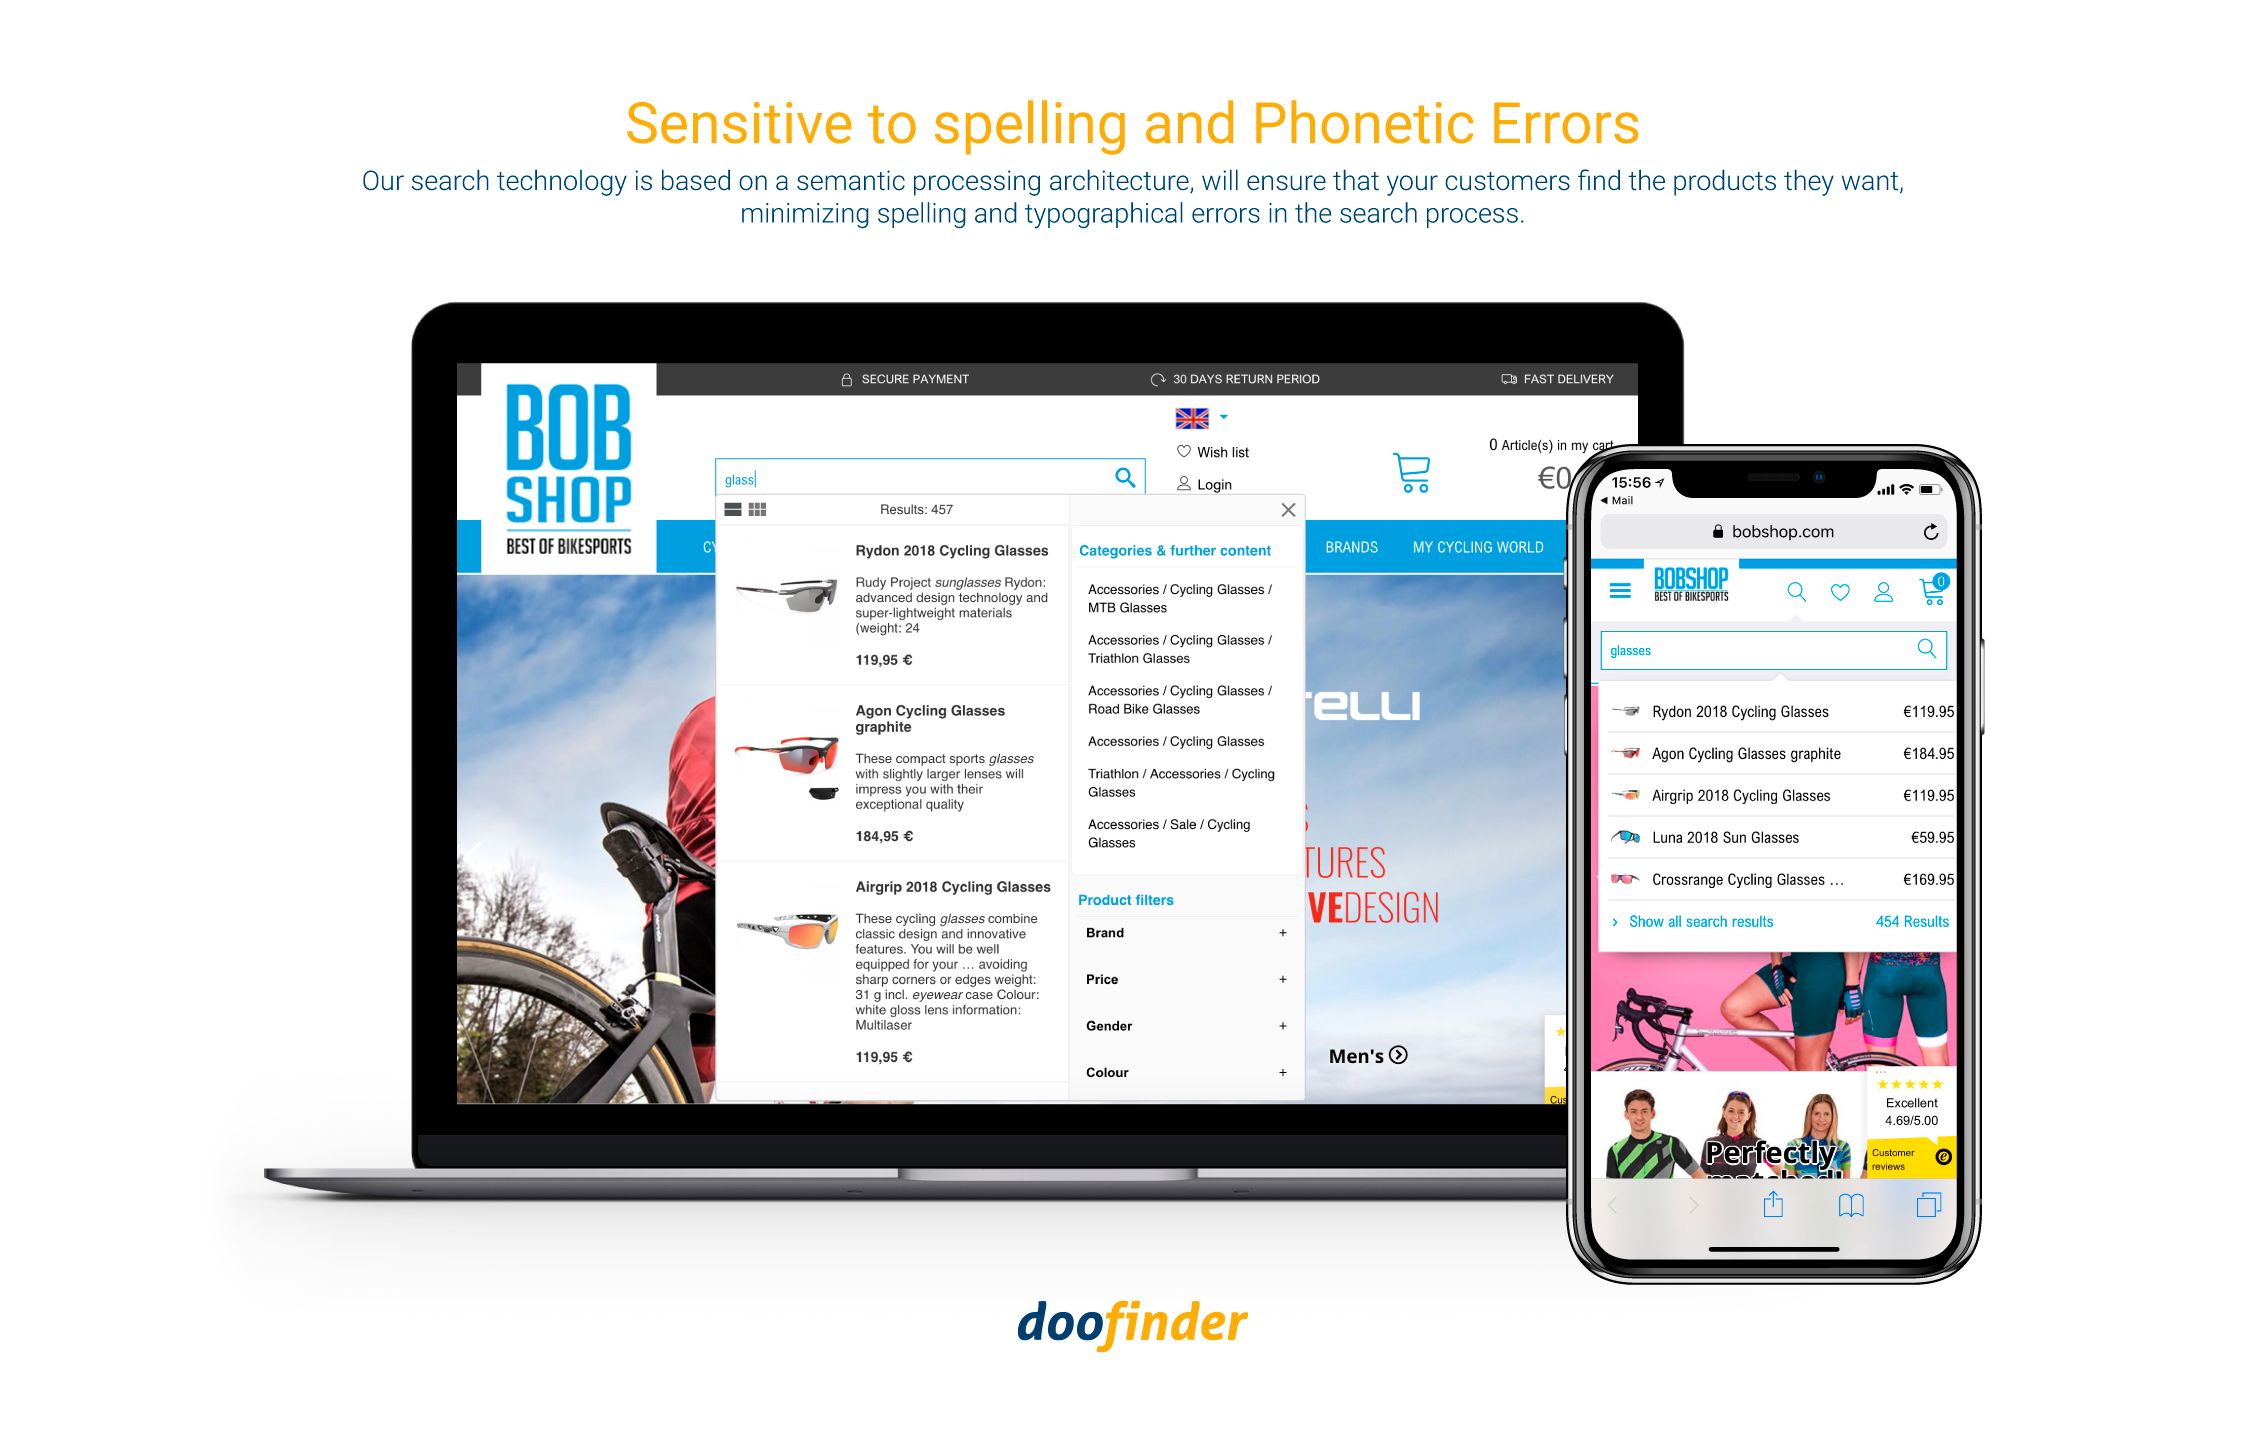 Sensitive to spelling and Phonetic Errors
Our search technology is based on a semantic processing architecture, will ensure that your customers find the products they want,
minimizing spelling and typographical errors in the search process.
SECURE PAYMENT
30 DAYS RETURN PERIOD
FAST DELIVERY
BOB
SHOP
BEST OF BIKESPORTS
Wish list
Login
0 Article(s) in my cart
€0
glass
CY
BRANDS
MY CYCLING WORLD
Results: 457
Rydon 2018 Cycling Glasses
Rudy Project sunglasses Rydon:
advanced design technology and
super-lightweight materials
(weight: 24
119,95 €
Agon Cycling Glasses
graphite
These compact sports glasses
with slightly larger lenses will
impress you with their
exceptional quality
184,95 €
Airgrip 2018 Cycling Glasses
These cycling glasses combine
classic design and innovative
features. You will be well
equipped for your ... avoiding
sharp corners or edges weight:
31 g incl. eyewear case Colour:
white gloss lens information:
Multilaser
119,95 €
Categories & further content
Accessories / Cycling Glasses /
MTB Glasses
Accessories / Cycling Glasses /
Triathlon Glasses
Accessories / Cycling Glasses /
Road Bike Glasses
Accessories / Cycling Glasses
Triathlon / Accessories / Cycling
Glasses
Accessories / Sale / Cycling
Glasses
Product filters
Brand +
Price +
Gender +
Colour +
ELLI
TURES
VEDESIGN
Men's
Cus
15:56
Mail
bobshop.com
BOBSHOP
BEST OF BIKESPORTS
0
glasses
Rydon 2018 Cycling Glasses €119.95
Agon Cycling Glasses graphite €184.95
Airgrip 2018 Cycling Glasses €119.95
Luna 2018 Sun Glasses €59.95
Crossrange Cycling Glasses ... €169.95
Show all search results 454 Results
Excellent
4.69/5.00
Customer
reviews
Perfectly
matched!
doofinder